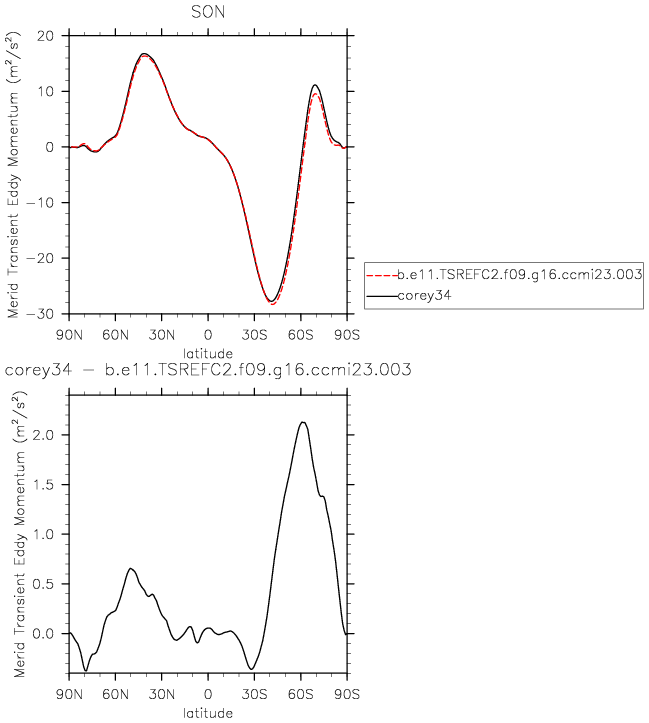 SON
Merid Transient Eddy Momentum (m²/s²)
20
10
0
−10
−20
−30
90N 60N 30N 0 30S 60S 90S
latitude
b.e11.TSREFC2.f09.g16.ccmi23.003
corey34
corey34 − b.e11.TSREFC2.f09.g16.ccmi23.003
Merid Transient Eddy Momentum (m²/s²)
2.0
1.5
1.0
0.5
0.0
90N 60N 30N 0 30S 60S 90S
latitude